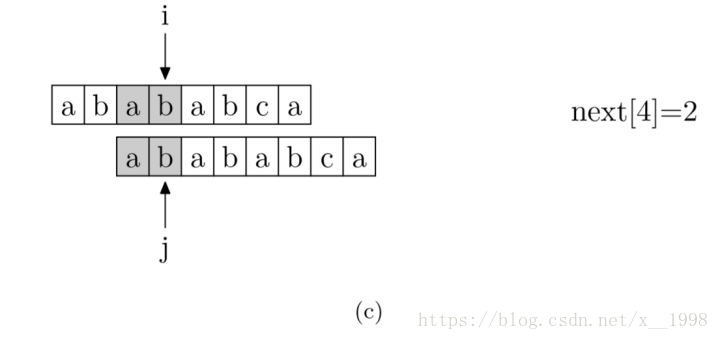 i
a b a b a b c a
next[4]=2
a b a b a b c a
j
(c)
https://blog.csdn.net/x__1998